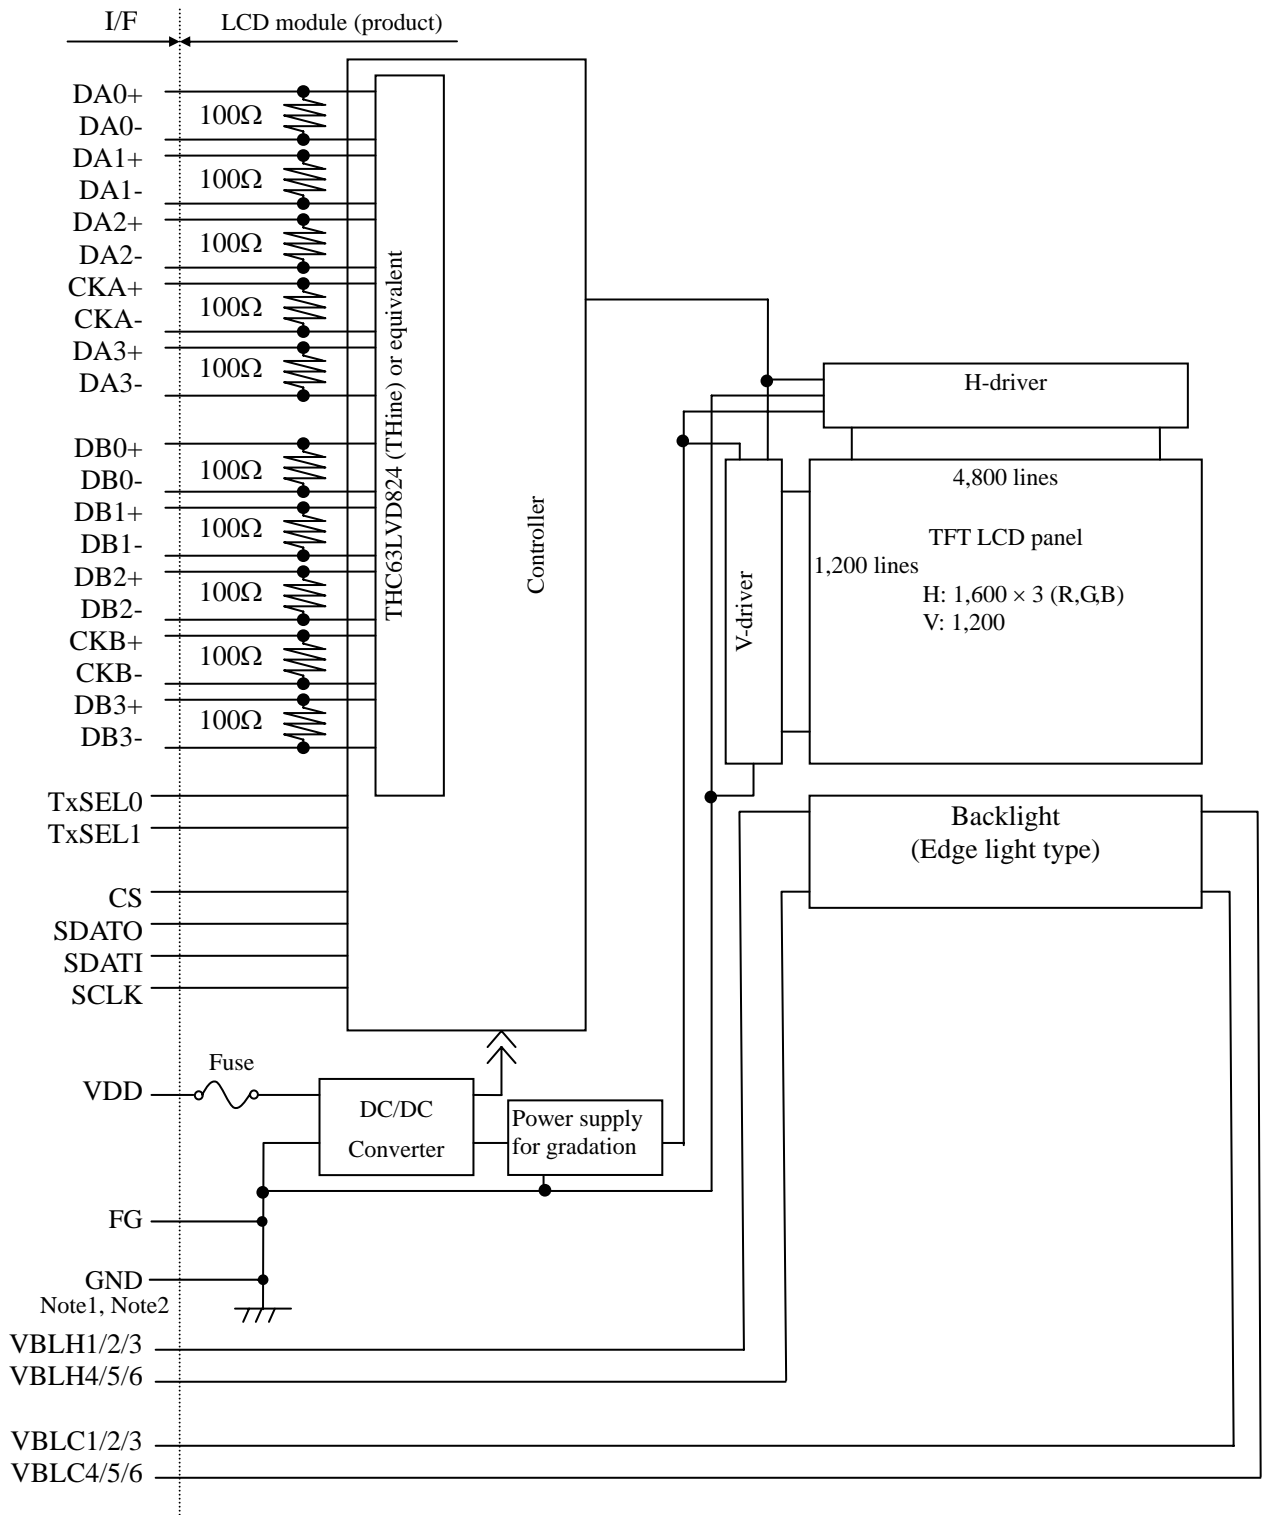 I/F
LCD module (product)
DA0+
100Ω
DA0-
DA1+
100Ω
DA1-
DA2+
100Ω
DA2-
CKA+
100Ω
CKA-
DA3+
100Ω
DA3-
DB0+
100Ω
DB0-
DB1+
100Ω
DB1-
DB2+
100Ω
DB2-
CKB+
100Ω
CKB-
DB3+
100Ω
DB3-
THC63LVD824 (THine) or equivalent
Controller
TxSEL0
TxSEL1
CS
SDATO
SDATI
SCLK
H-driver
V-driver
4,800 lines
TFT LCD panel
1,200 lines
H: 1,600 × 3 (R,G,B)
V: 1,200
Backlight
(Edge light type)
Fuse
VDD
DC/DC
Converter
Power supply
for gradation
FG
GND
Note1, Note2
VBLH1/2/3
VBLH4/5/6
VBLC1/2/3
VBLC4/5/6